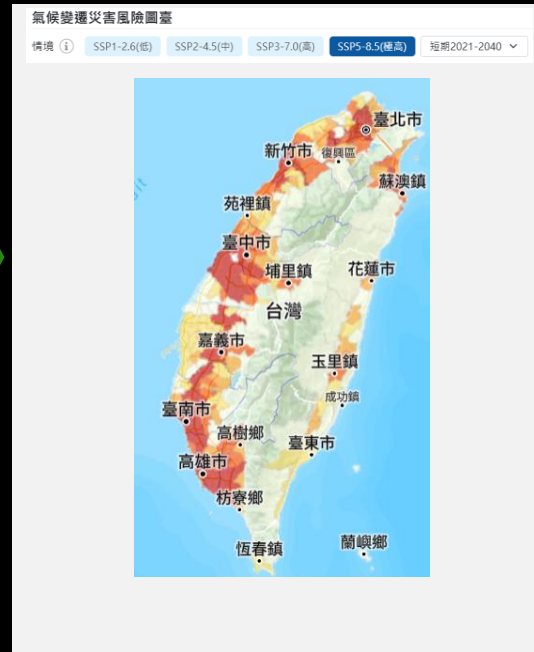 氣候變遷災害風險圖臺
情境 i SSP1-2.6(低) SSP2-4.5(中) SSP3-7.0(高) SSP5-8.5(極高) 短期2021-2040
臺北市
新竹市 復興區
蘇澳鎮
苑裡鎮
臺中市
埔里鎮 花蓮市
台灣
嘉義市
玉里鎮
成功鎮
臺南市
高樹鄉 臺東市
高雄市
枋寮鄉
恆春鎮 蘭嶼鄉